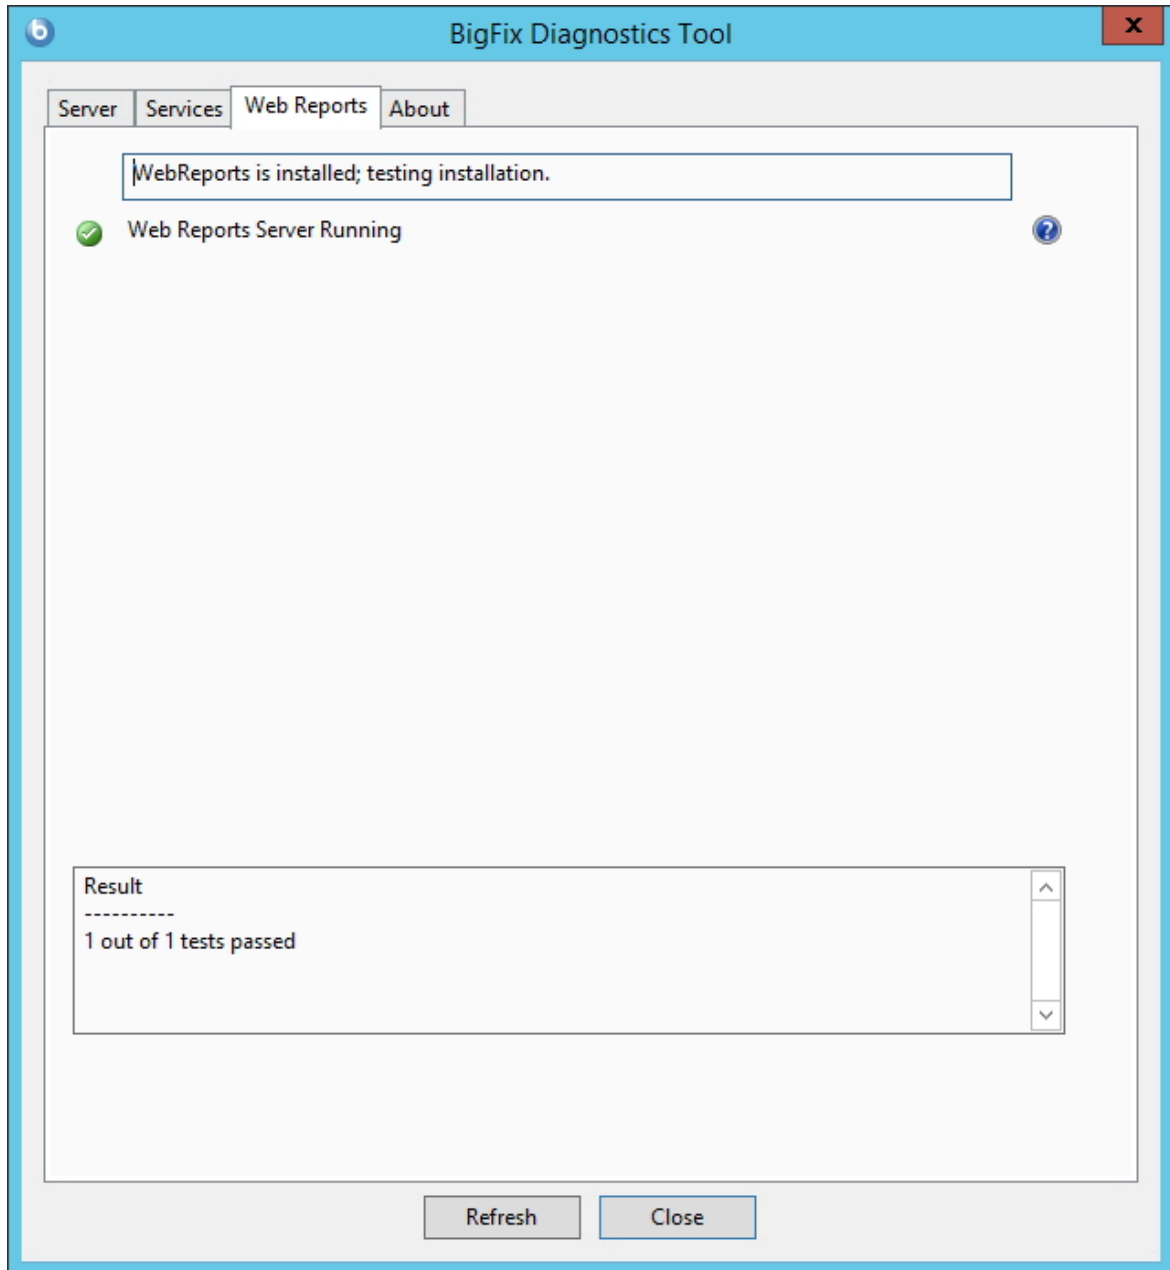 b
BigFix Diagnostics Tool
x
Server Services Web Reports About
WebReports is installed; testing installation.
Web Reports Server Running
?
Result
----------
1 out of 1 tests passed
Refresh Close